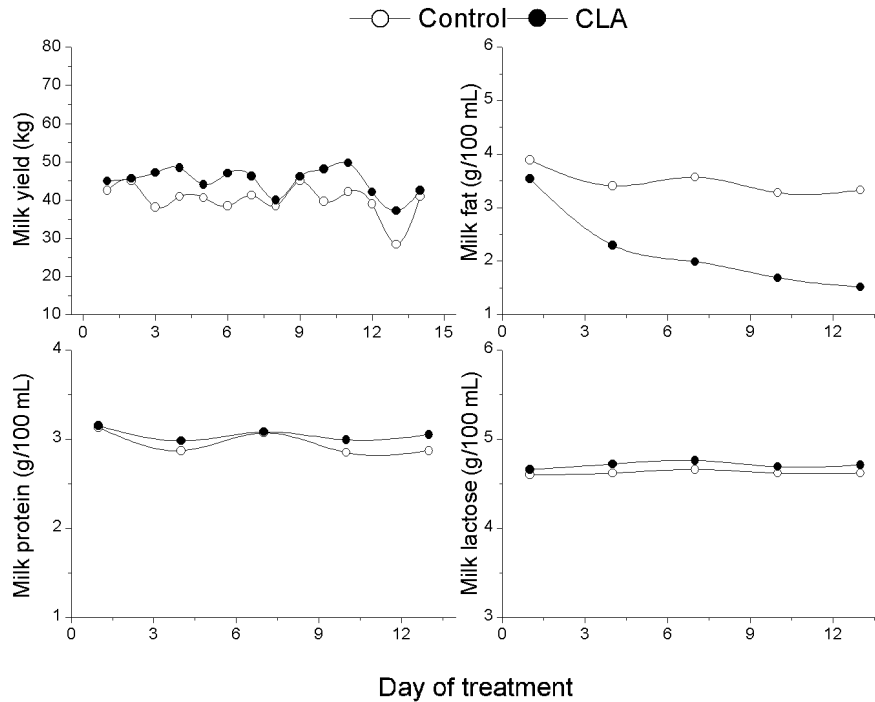 Control CLA
Milk yield (kg)
80
70
60
50
40
30
20
10
0 3 6 9 12 15
Milk fat (g/100 mL)
6
5
4
3
2
1
0 3 6 9 12
Milk protein (g/100 mL)
4
3
2
1
0 3 6 9 12
Milk lactose (g/100 mL)
6
5
4
3
0 3 6 9 12
Day of treatment